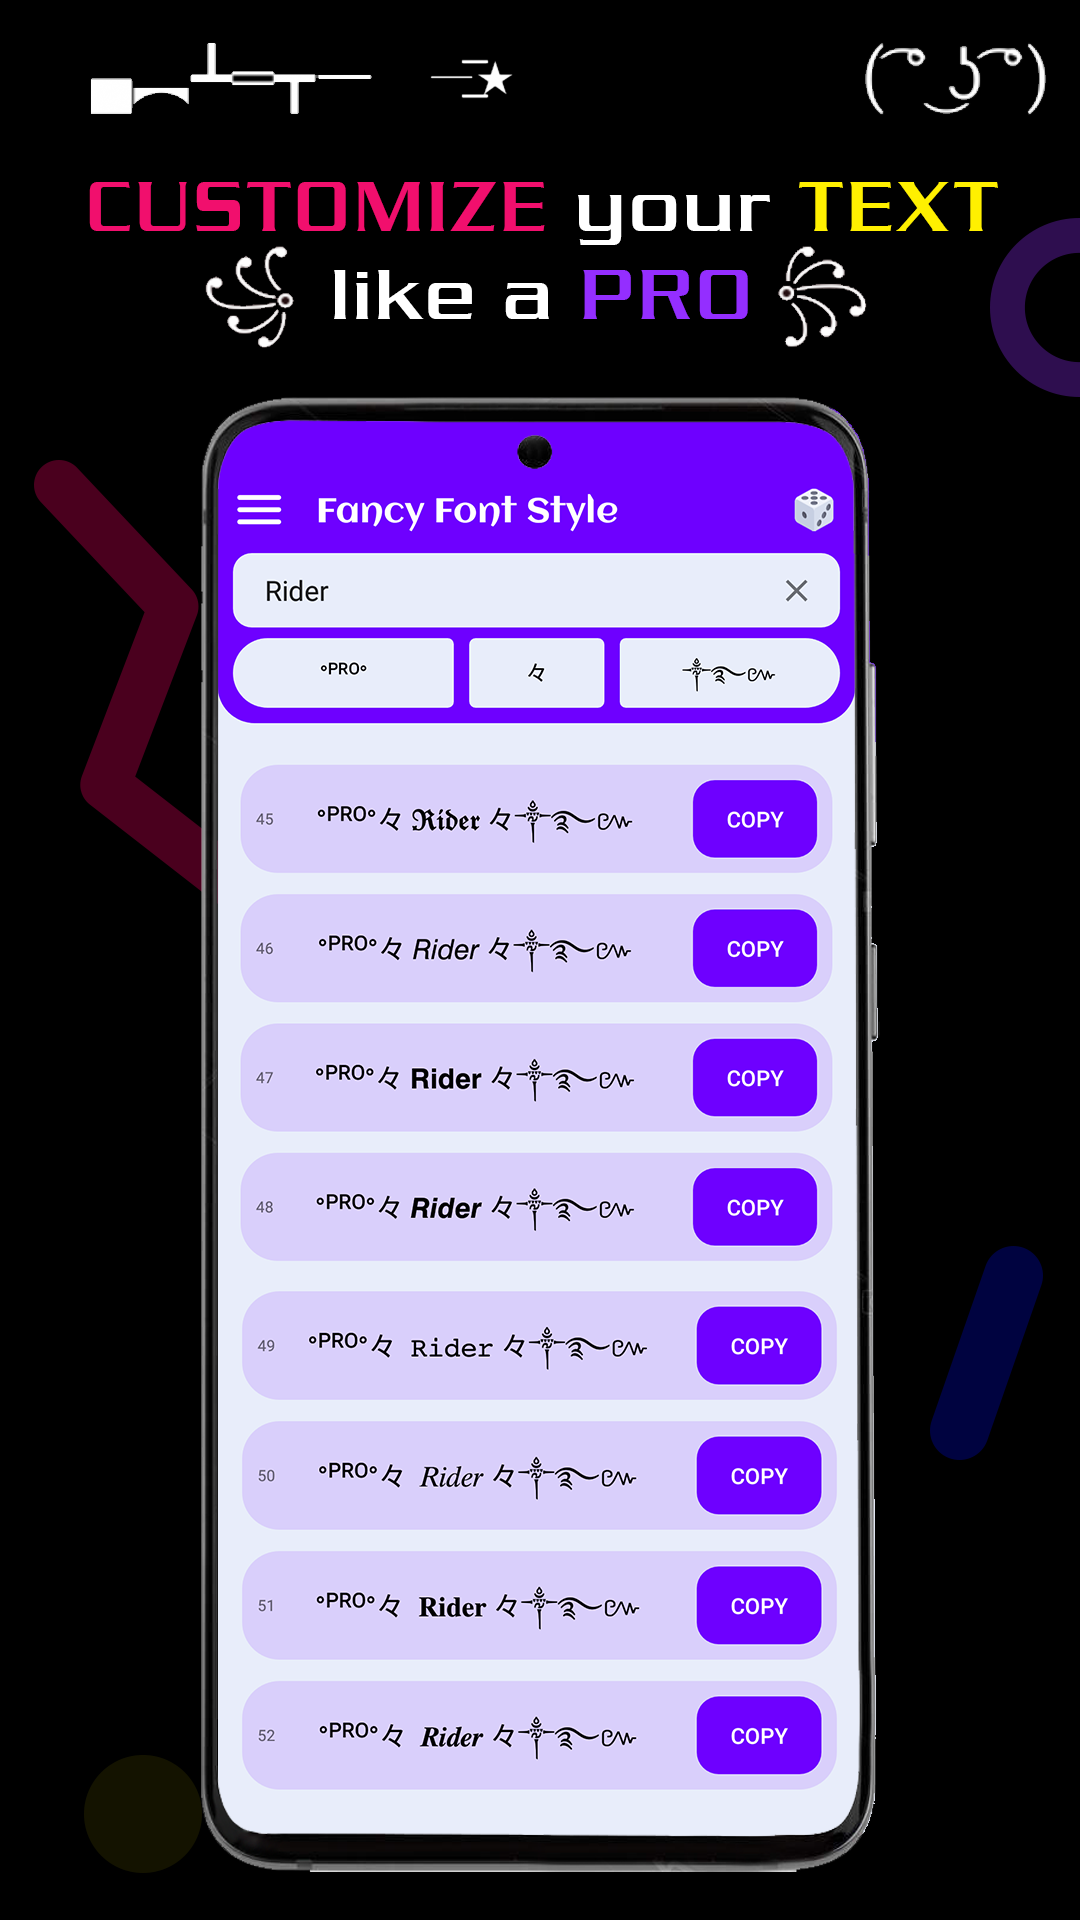 ( ͡° ͜ʖ ͡°)
CUSTOMIZE your TEXT
like a PRO
Fancy Font Style
Rider
°ᴾᴿᴼ°
々
༒࿐ᬊ
45 °ᴾᴿᴼ°々 𝕽𝖎𝖉𝖊𝖗 々༒࿐ᬊ COPY
46 °ᴾᴿᴼ°々 𝘙𝘪𝘥𝘦𝘳 々༒࿐ᬊ COPY
47 °ᴾᴿᴼ°々 𝗥𝗶𝗱𝗲𝗿 々༒࿐ᬊ COPY
48 °ᴾᴿᴼ°々 𝙍𝙞𝙙𝙚𝙧 々༒࿐ᬊ COPY
49 °ᴾᴿᴼ°々 𝚁𝚒𝚍𝚎𝚛 々༒࿐ᬊ COPY
50 °ᴾᴿᴼ°々 𝑅𝑖𝑑𝑒𝑟 々༒࿐ᬊ COPY
51 °ᴾᴿᴼ°々 𝐑𝐢𝐝𝐞𝐫 々༒࿐ᬊ COPY
52 °ᴾᴿᴼ°々 𝑹𝒊𝒅𝒆𝒓 々༒࿐ᬊ COPY